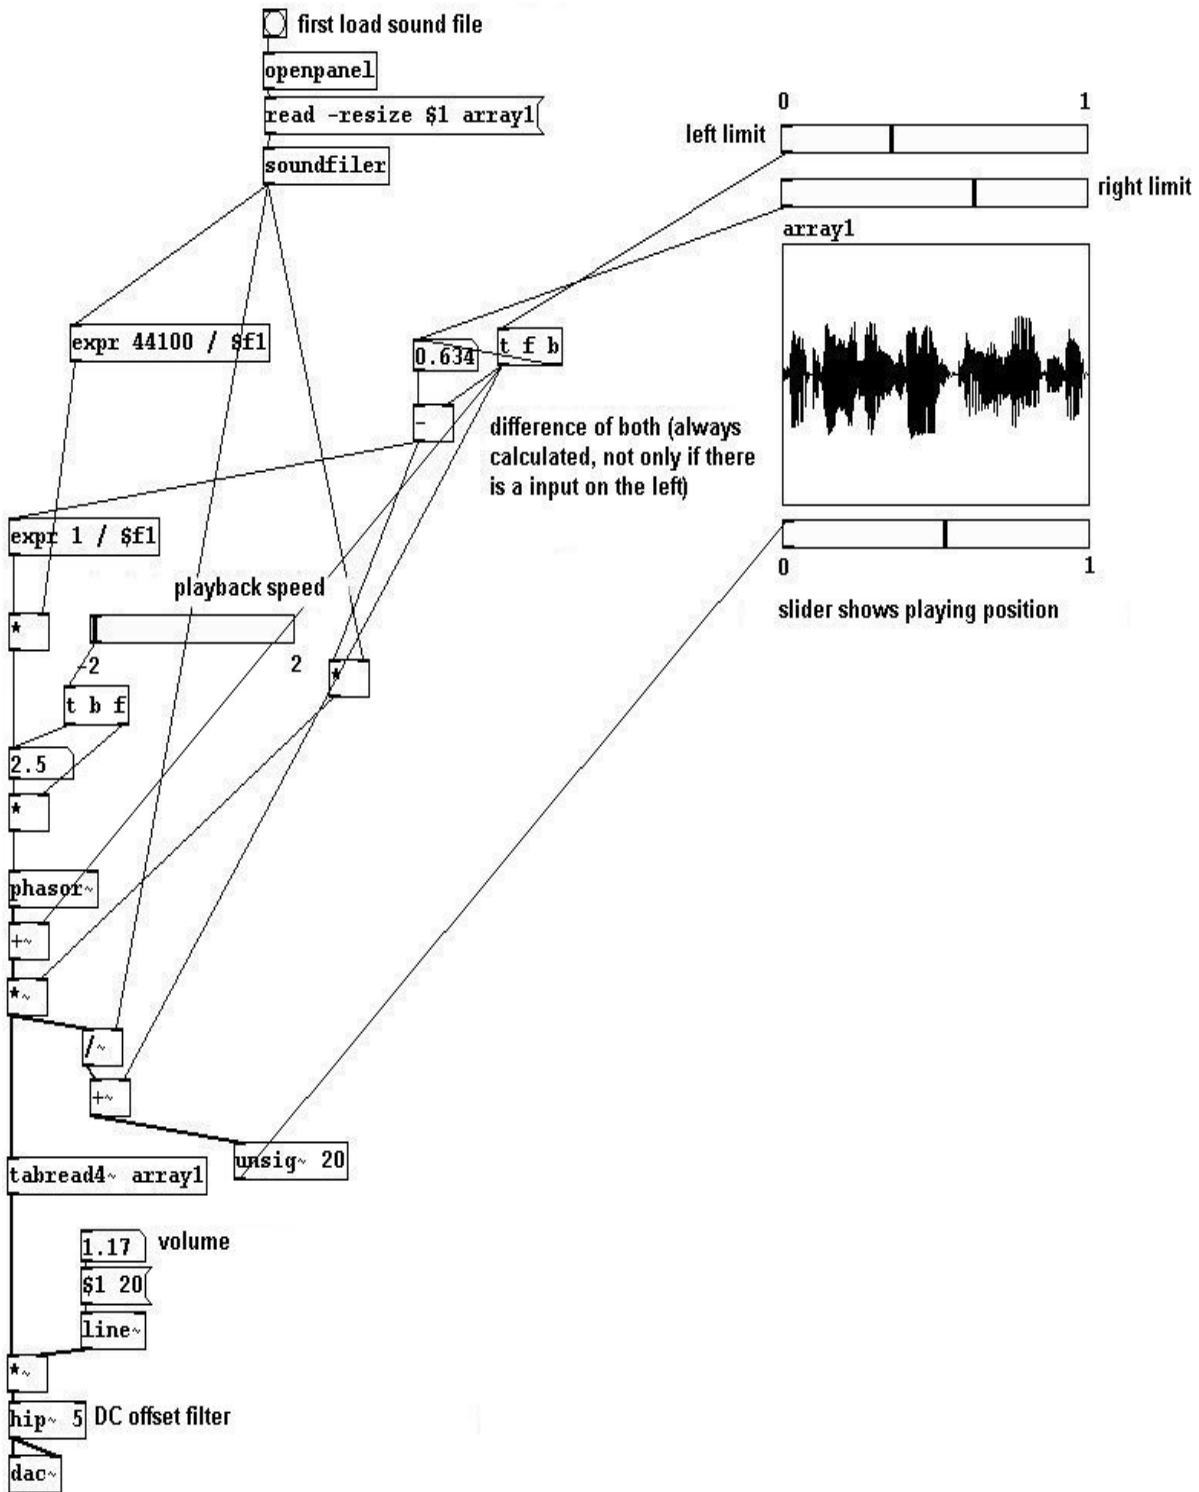 first load sound file
openpanel
read -resize $1 array1
soundfiler
0 1
left limit
right limit
array1
expr 44100 / $f1
0.634
t f b
-
difference of both (always
calculated, not only if there
is a input on the left)
expr 1 / $f1
0 1
slider shows playing position
playback speed
*
-2 2
*
t b f
2.5
*
phasor~
+~
*~
/~
+~
unsig~ 20
tabread4~ array1
1.17 volume
$1 20
line~
*~
hip~ 5 DC offset filter
dac~